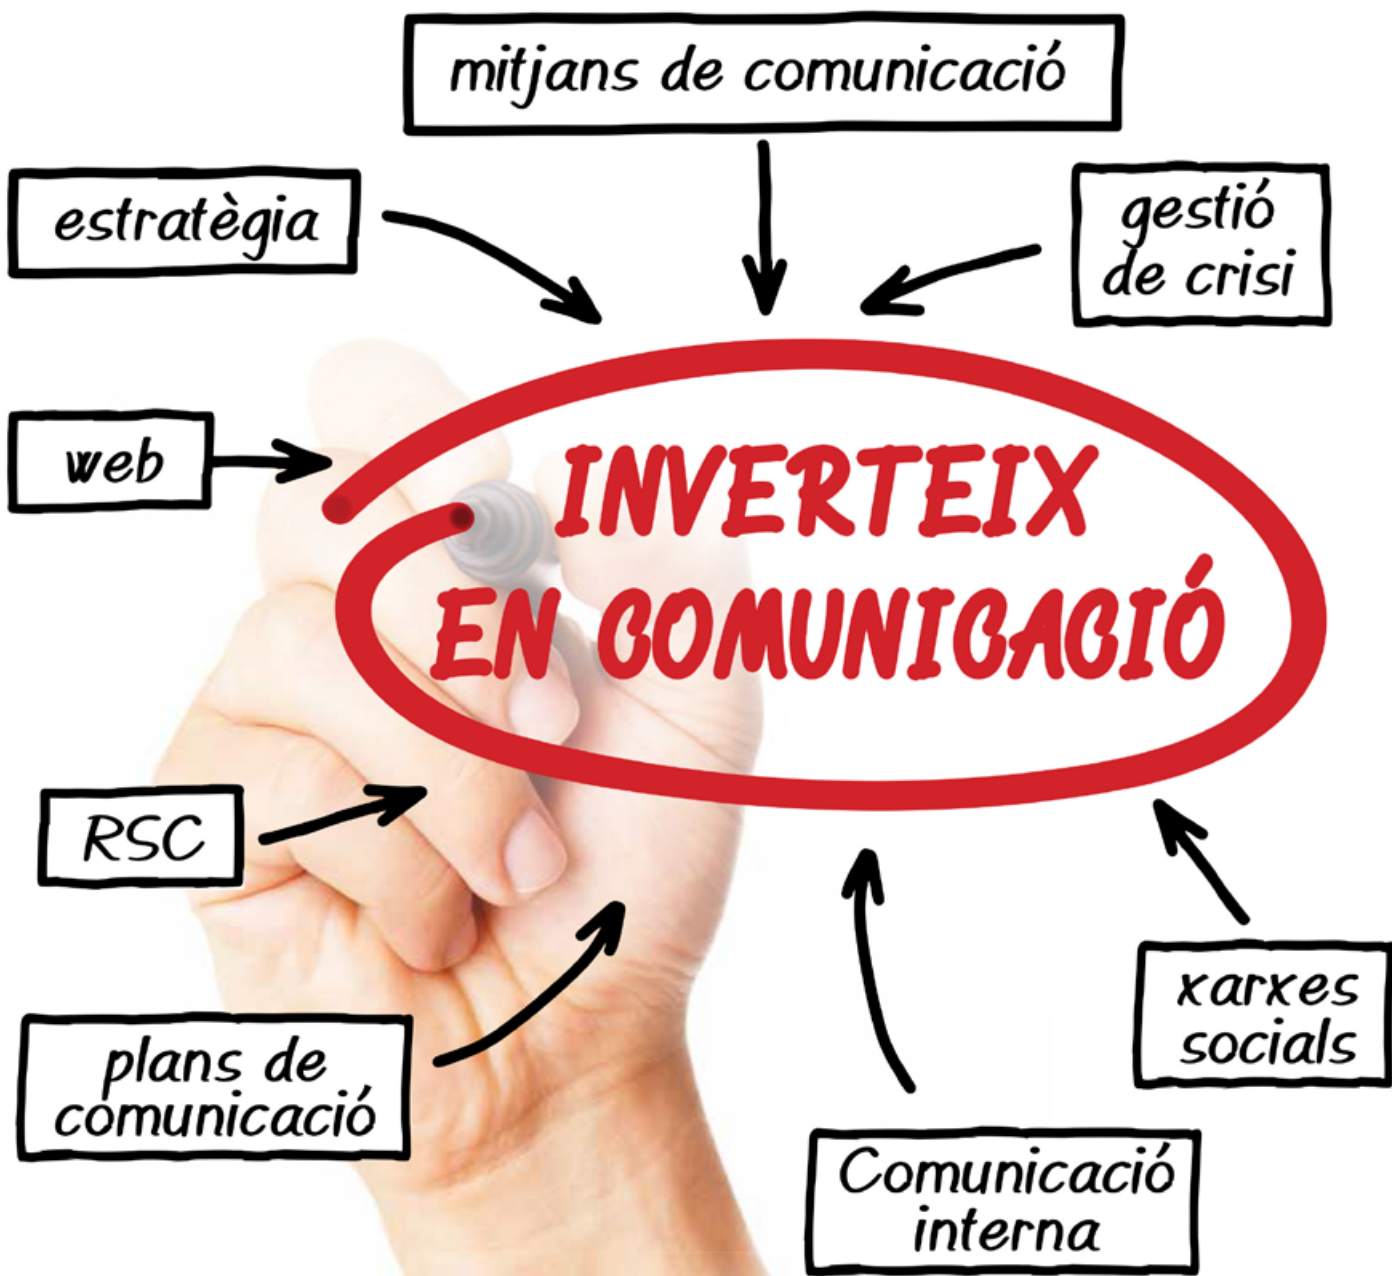 mitjans de comunicació
estratègia
gestió
de crisi
web
INVERTEIX
EN COMUNICACIÓ
RSC
xarxes
socials
plans de
comunicació
Comunicació
interna